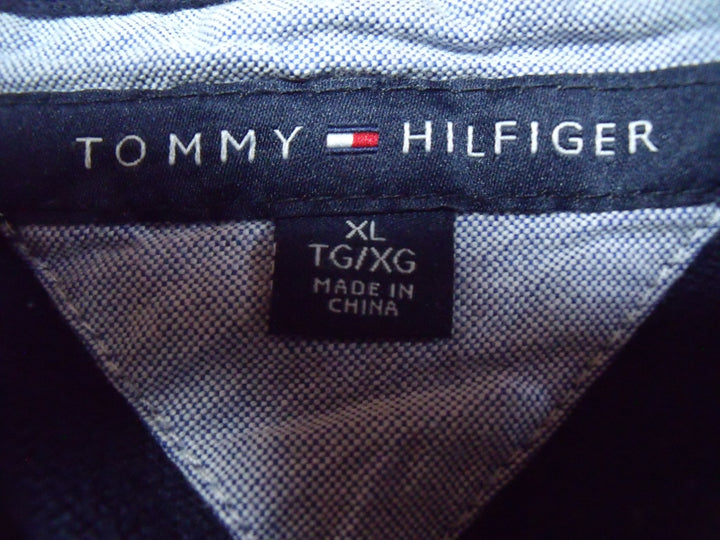 TOMMY HILFIGER
XL
TG/XG
MADE IN
CHINA